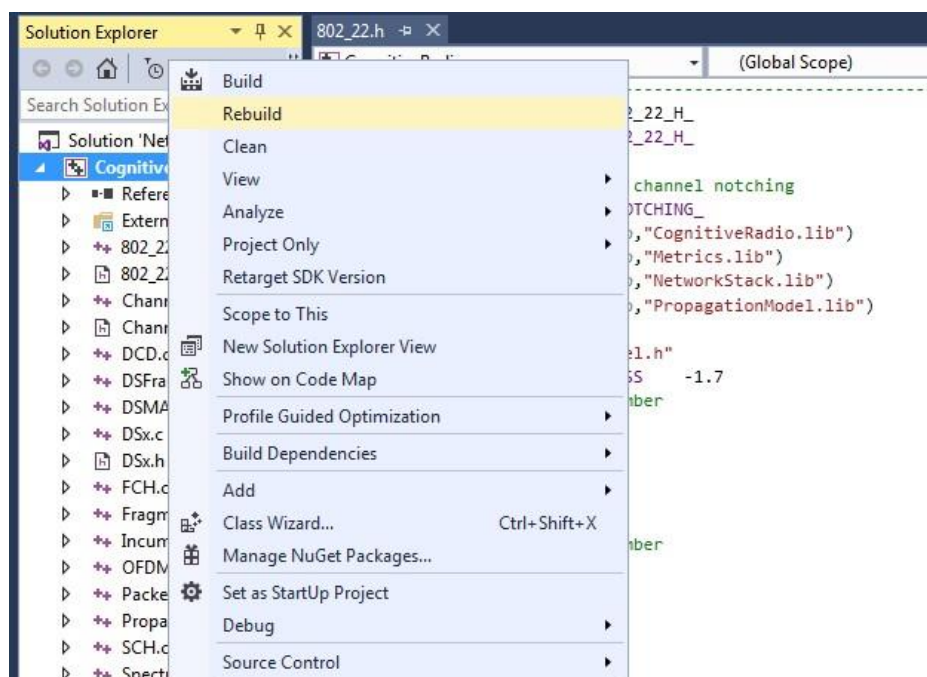 Solution Explorer
802_22.h
(Global Scope)
Search Solution Ex
Solution 'Net
Cognitive
Refere
Extern
802_22
802_22
Chann
Chann
DCD.c
DSFra
DSMA
DSx.c
DSx.h
FCH.c
Fragm
Incum
OFDM
Packe
Propa
SCH.c
Spectr
Build
Rebuild
Clean
View
Analyze
Project Only
Retarget SDK Version
Scope to This
New Solution Explorer View
Show on Code Map
Profile Guided Optimization
Build Dependencies
Add
Class Wizard... Ctrl+Shift+X
Manage NuGet Packages...
Set as StartUp Project
Debug
Source Control
2_22_H_
2_22_H_
channel notching
OTCHING_
,"CognitiveRadio.lib")
,"Metrics.lib")
,"NetworkStack.lib")
,"PropagationModel.lib")
el.h"
SS -1.7
mber
mber